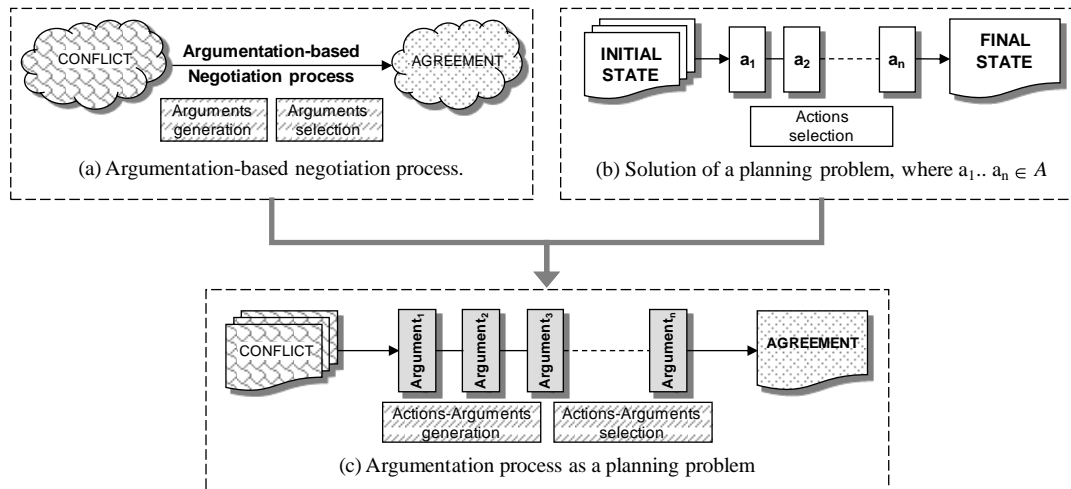 CONFLICT
Argumentation-based
Negotiation process
AGREEMENT
Arguments
generation
Arguments
selection
(a) Argumentation-based negotiation process.
INITIAL
STATE
a1
a2
an
FINAL
STATE
Actions
selection
(b) Solution of a planning problem, where a1.. an ∈ A
CONFLICT
Argument1
Argument2
Argument3
Argumentn
AGREEMENT
Actions-Arguments
generation
Actions-Arguments
selection
(c) Argumentation process as a planning problem